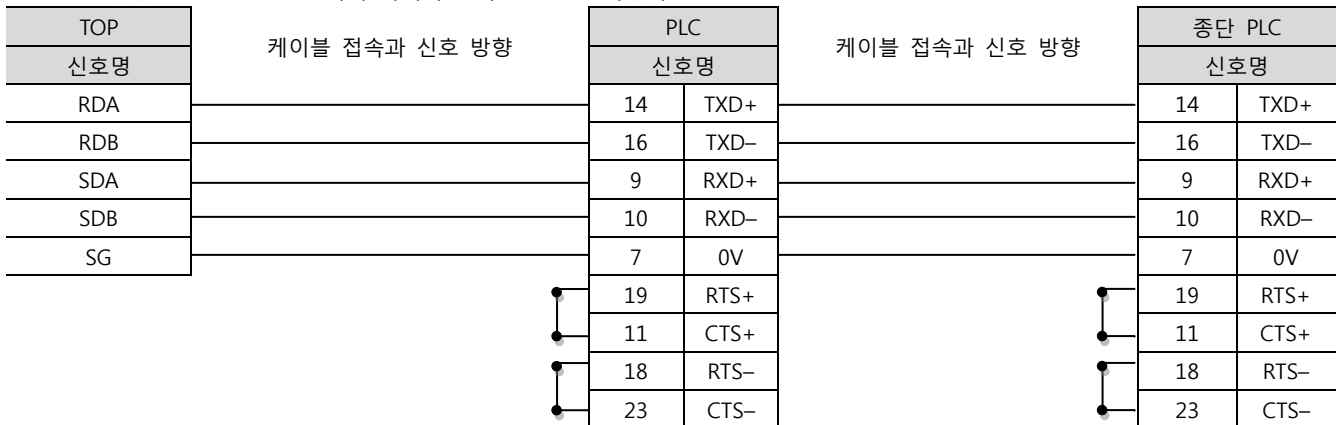 TOP 케이블 접속과 신호 방향 PLC 케이블 접속과 신호 방향 종단 PLC
신호명 신호명 신호명
RDA 14 TXD+ 14 TXD+
RDB 16 TXD– 16 TXD–
SDA 9 RXD+ 9 RXD+
SDB 10 RXD– 10 RXD–
SG 7 0V 7 0V
19 RTS+ 19 RTS+
11 CTS+ 11 CTS+
18 RTS– 18 RTS–
23 CTS– 23 CTS–